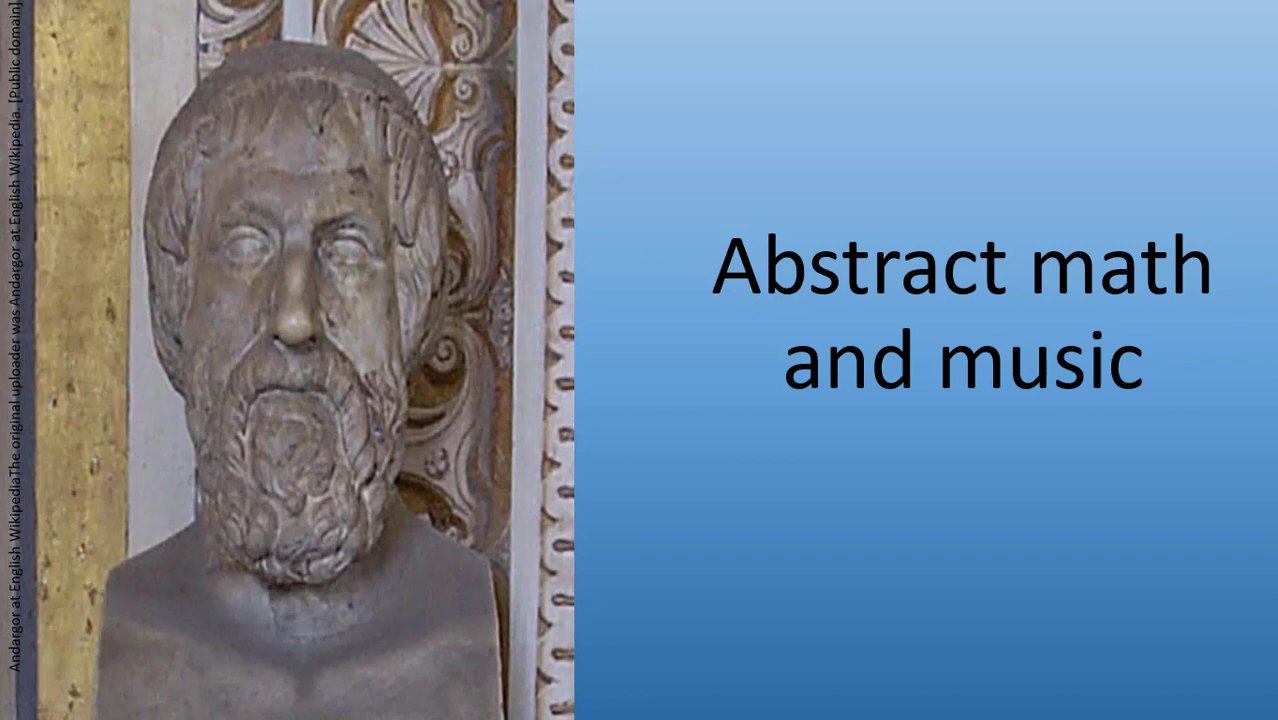 Andargor at English WikipediaThe original uploader was Andargor at English Wikipedia. [Public domain]
Abstract math
and music